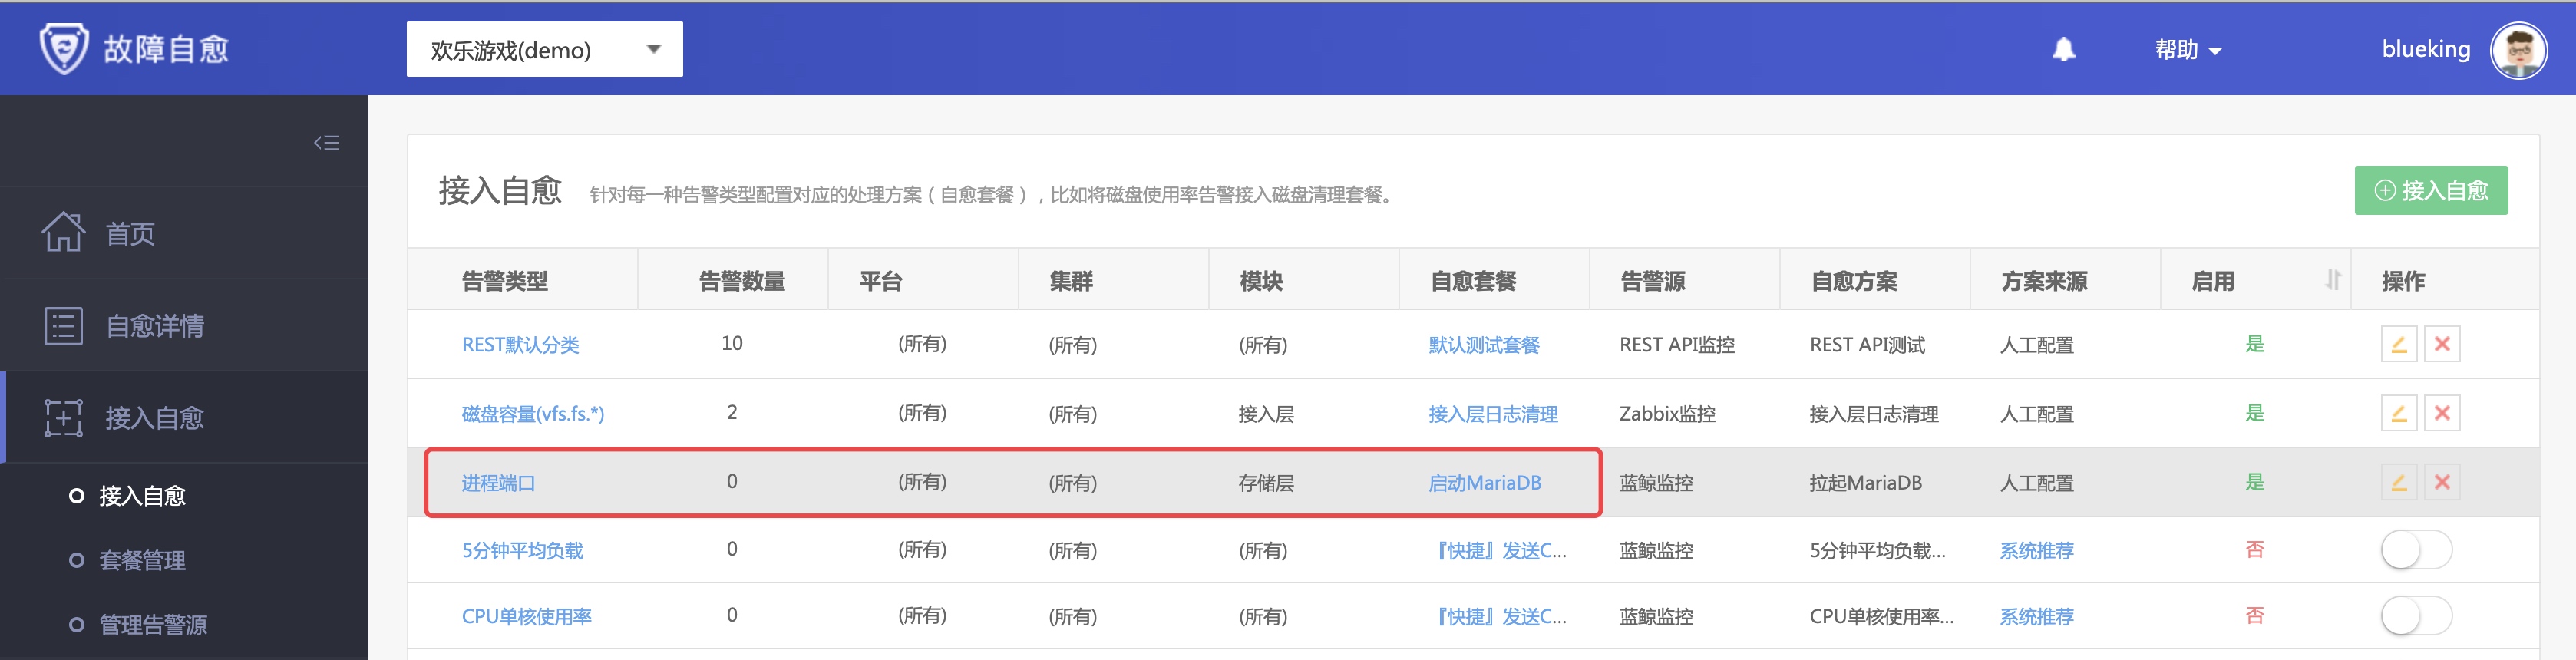 故障自愈
欢乐游戏(demo)
帮助
blueking
首页
自愈详情
接入自愈
接入自愈
套餐管理
管理告警源
接入自愈 针对每一种告警类型配置对应的处理方案（自愈套餐），比如将磁盘使用率告警接入磁盘清理套餐。
接入自愈
告警类型 告警数量 平台 集群 模块 自愈套餐 告警源 自愈方案 方案来源 启用 操作
REST默认分类 10 (所有) (所有) (所有) 默认测试套餐 REST API监控 REST API测试 人工配置 是
磁盘容量(vfs.fs.*) 2 (所有) (所有) 接入层 接入层日志清理 Zabbix监控 接入层日志清理 人工配置 是
进程端口 0 (所有) (所有) 存储层 启动MariaDB 蓝鲸监控 拉起MariaDB 人工配置 是
5分钟平均负载 0 (所有) (所有) (所有) 『快捷』发送C... 蓝鲸监控 5分钟平均负载... 系统推荐 否
CPU单核使用率 0 (所有) (所有) (所有) 『快捷』发送C... 蓝鲸监控 CPU单核使用率... 系统推荐 否